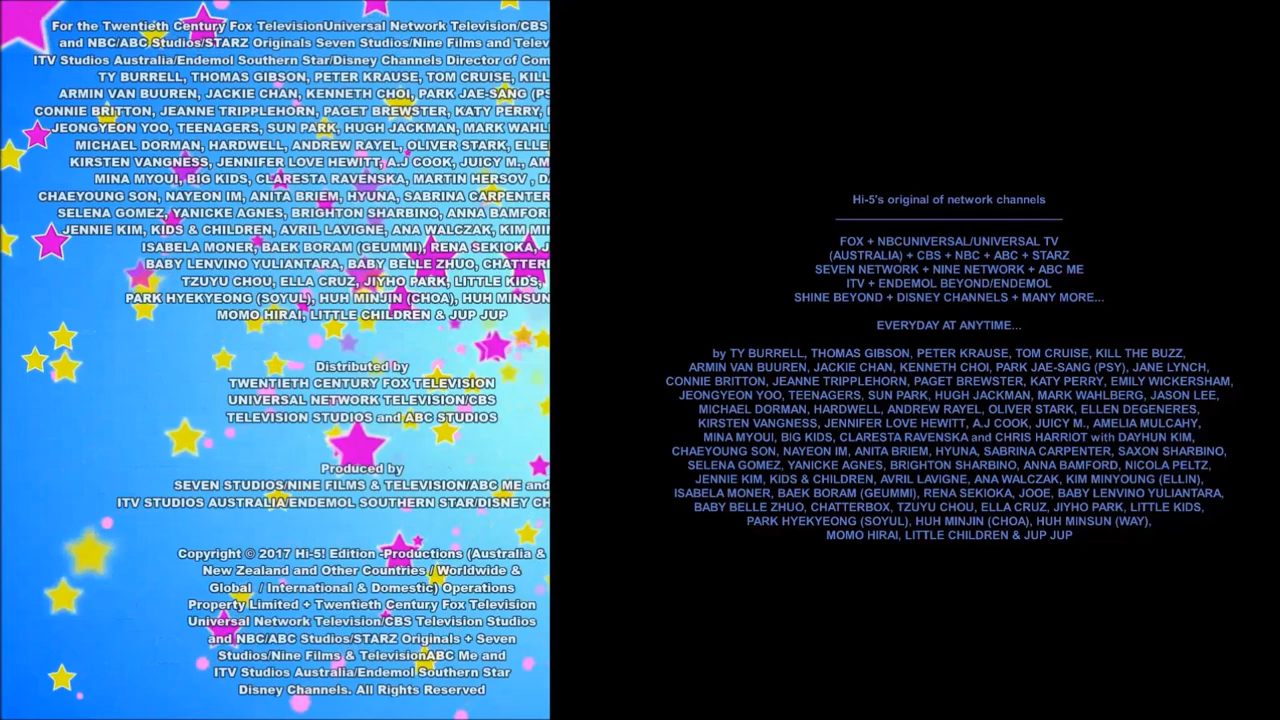 For the Twentieth Century Fox TelevisionUniversal Network Television/CBS
and NBC/ABC Studios/STARZ Originals Seven Studios/Nine Films and Telev
ITV Studios Australia/Endemol Southern Star/Disney Channels Director of Com
TY BURRELL, THOMAS GIBSON, PETER KRAUSE, TOM CRUISE, KILL
ARMIN VAN BUUREN, JACKIE CHAN, KENNETH CHOI, PARK JAE-SANG (PS
CONNIE BRITTON, JEANNE TRIPPLEHORN, PAGET BREWSTER, KATY PERRY,
JEONGYEON YOO, TEENAGERS, SUN PARK, HUGH JACKMAN, MARK WAHL
MICHAEL DORMAN, HARDWELL, ANDREW RAYEL, OLIVER STARK, ELLE
KIRSTEN VANGNESS, JENNIFER LOVE HEWITT, A.J COOK, JUICY M., AM
MINA MYOUI, BIG KIDS, CLARESTA RAVENSKA, MARTIN HERSOV , D
CHAEYOUNG SON, NAYEON IM, ANITA BRIEM, HYUNA, SABRINA CARPENTER
SELENA GOMEZ, YANICKE AGNES, BRIGHTON SHARBINO, ANNA BAMFORD
JENNIE KIM, KIDS & CHILDREN, AVRIL LAVIGNE, ANA WALCZAK, KIM MIN
ISABELA MONER, BAEK BORAM (GEUMMI), RENA SEKIOKA, J
BABY LENVINO YULIANTARA, BABY BELLE ZHUO, CHATTERB
TZUYU CHOU, ELLA CRUZ, JIYHO PARK, LITTLE KIDS,
PARK HYEKYEONG (SOYUL), HUH MINJIN (CHOA), HUH MINSUN
MOMO HIRAI, LITTLE CHILDREN & JUP JUP
Distributed by
TWENTIETH CENTURY FOX TELEVISION
UNIVERSAL NETWORK TELEVISION/CBS
TELEVISION STUDIOS and ABC STUDIOS
Produced by
SEVEN STUDIOS/NINE FILMS & TELEVISION/ABC ME and
ITV STUDIOS AUSTRALIA/ENDEMOL SOUTHERN STAR/DISNEY CH
Copyright © 2017 Hi-5! Edition -Productions (Australia &
New Zealand and Other Countries / Worldwide &
Global / International & Domestic) Operations
Property Limited + Twentieth Century Fox Television
Universal Network Television/CBS Television Studios
and NBC/ABC Studios/STARZ Originals + Seven
Studios/Nine Films & TelevisionABC Me and
ITV Studios Australia/Endemol Southern Star
Disney Channels. All Rights Reserved
Hi-5's original of network channels
FOX + NBCUNIVERSAL/UNIVERSAL TV
(AUSTRALIA) + CBS + NBC + ABC + STARZ
SEVEN NETWORK + NINE NETWORK + ABC ME
ITV + ENDEMOL BEYOND/ENDEMOL
SHINE BEYOND + DISNEY CHANNELS + MANY MORE...
EVERYDAY AT ANYTIME...
by TY BURRELL, THOMAS GIBSON, PETER KRAUSE, TOM CRUISE, KILL THE BUZZ,
ARMIN VAN BUUREN, JACKIE CHAN, KENNETH CHOI, PARK JAE-SANG (PSY), JANE LYNCH,
CONNIE BRITTON, JEANNE TRIPPLEHORN, PAGET BREWSTER, KATY PERRY, EMILY WICKERSHAM,
JEONGYEON YOO, TEENAGERS, SUN PARK, HUGH JACKMAN, MARK WAHLBERG, JASON LEE,
MICHAEL DORMAN, HARDWELL, ANDREW RAYEL, OLIVER STARK, ELLEN DEGENERES,
KIRSTEN VANGNESS, JENNIFER LOVE HEWITT, A.J COOK, JUICY M., AMELIA MULCAHY,
MINA MYOUI, BIG KIDS, CLARESTA RAVENSKA and CHRIS HARRIOT with DAYHUN KIM,
CHAEYOUNG SON, NAYEON IM, ANITA BRIEM, HYUNA, SABRINA CARPENTER, SAXON SHARBINO,
SELENA GOMEZ, YANICKE AGNES, BRIGHTON SHARBINO, ANNA BAMFORD, NICOLA PELTZ,
JENNIE KIM, KIDS & CHILDREN, AVRIL LAVIGNE, ANA WALCZAK, KIM MINYOUNG (ELLIN),
ISABELA MONER, BAEK BORAM (GEUMMI), RENA SEKIOKA, JOOE, BABY LENVINO YULIANTARA,
BABY BELLE ZHUO, CHATTERBOX, TZUYU CHOU, ELLA CRUZ, JIYHO PARK, LITTLE KIDS,
PARK HYEKYEONG (SOYUL), HUH MINJIN (CHOA), HUH MINSUN (WAY),
MOMO HIRAI, LITTLE CHILDREN & JUP JUP